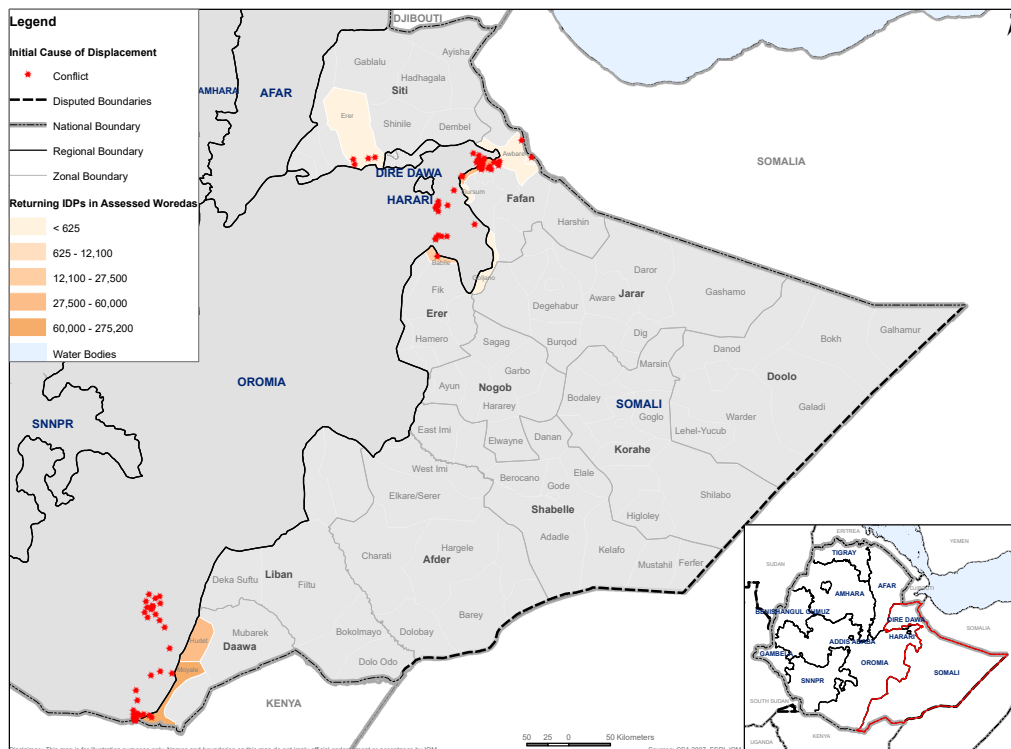 Legend
Initial Cause of Displacement
Conflict
Disputed Boundaries
National Boundary
Regional Boundary
Zonal Boundary
Returning IDPs in Assessed Woredas
< 625
625 - 12,100
12,100 - 27,500
27,500 - 60,000
60,000 - 275,200
Water Bodies
DJIBOUTI
Ayisha
Gablalu
Hadhagala
AMHARA
AFAR
Siti
Erer
Shinile
Dembel
Awbare
SOMALIA
DIRE DAWA
HARARI
Fafan
Harshin
Babile
Fik
Daror
Gashamo
Aware
Jarar
Degehabur
Erer
Galhamur
Hamero
Sagag
Burqod
Dig
Bokh
Danod
Marsin
Garbo
OROMIA
Doolo
Ayun
Nogob
Bodaley
SOMALI
Galadi
Hararey
Goglo
Warder
SNNPR
East Imi
Lehel-Yucub
Elwayne
Danan
Korahe
West Imi
Berocano
Elale
Gode
Elkare/Serer
Shilabo
Shabelle
Higloley
Adadle
Charati
Hargele
Kelafo
Afder
Mustahil
Ferfer
Liban
Deka Suftu
Filtu
Barey
Mubarek
Bokolmayo
Dolobay
Hudet
Daawa
Dolo Odo
Moyale
KENYA
50
0
50 Kilometers
ERITREA
YEMEN
TIGRAY
SUDAN
AFAR
AMHARA
DJIBOUTI
BENISHANGUL GUMUZ
DIRE DAWA
SOMALIA
HARARI
ADDIS ABABA
GAMBELA
OROMIA
SOMALI
SNNPR
SOUTH SUDAN
UGANDA
KENYA